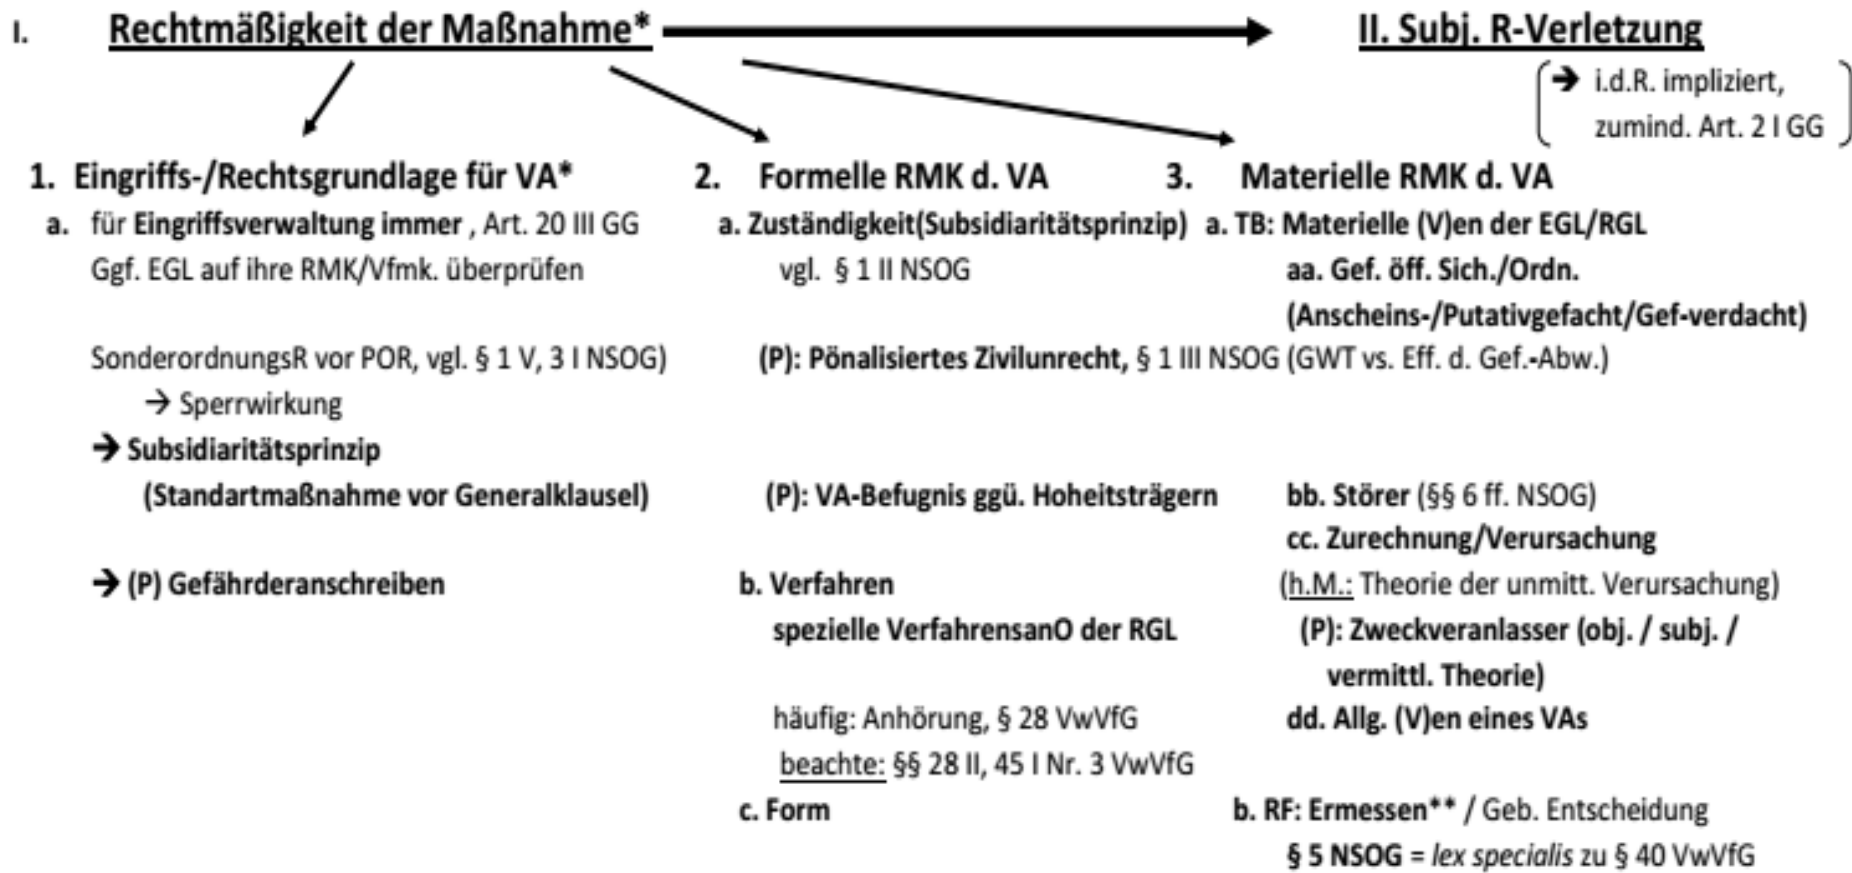 I. Rechtmäßigkeit der Maßnahme*
II. Subj. R-Verletzung
➔ i.d.R. impliziert,
zumind. Art. 2 I GG
1. Eingriffs-/Rechtsgrundlage für VA*
a. für Eingriffsverwaltung immer , Art. 20 III GG
Ggf. EGL auf ihre RMK/Vfmk. überprüfen
SonderordnungsR vor POR, vgl. § 1 V, 3 I NSOG)
→ Sperrwirkung
➔ Subsidiaritätsprinzip
(Standartmaßnahme vor Generalklausel)
➔ (P) Gefährderanschreiben
2. Formelle RMK d. VA
a. Zuständigkeit(Subsidiaritätsprinzip)
vgl. § 1 II NSOG
(P): Pönalisiertes Zivilunrecht, § 1 III NSOG (GWT vs. Eff. d. Gef.-Abw.)
(P): VA-Befugnis ggü. Hoheitsträgern
b. Verfahren
spezielle VerfahrensanO der RGL
häufig: Anhörung, § 28 VwVfG
beachte: §§ 28 II, 45 I Nr. 3 VwVfG
c. Form
3. Materielle RMK d. VA
a. TB: Materielle (V)en der EGL/RGL
aa. Gef. öff. Sich./Ordn.
(Anscheins-/Putativgefacht/Gef-verdacht)
bb. Störer (§§ 6 ff. NSOG)
cc. Zurechnung/Verursachung
(h.M.: Theorie der unmitt. Verursachung)
(P): Zweckveranlasser (obj. / subj. /
vermittl. Theorie)
dd. Allg. (V)en eines VAs
b. RF: Ermessen** / Geb. Entscheidung
§ 5 NSOG = lex specialis zu § 40 VwVfG